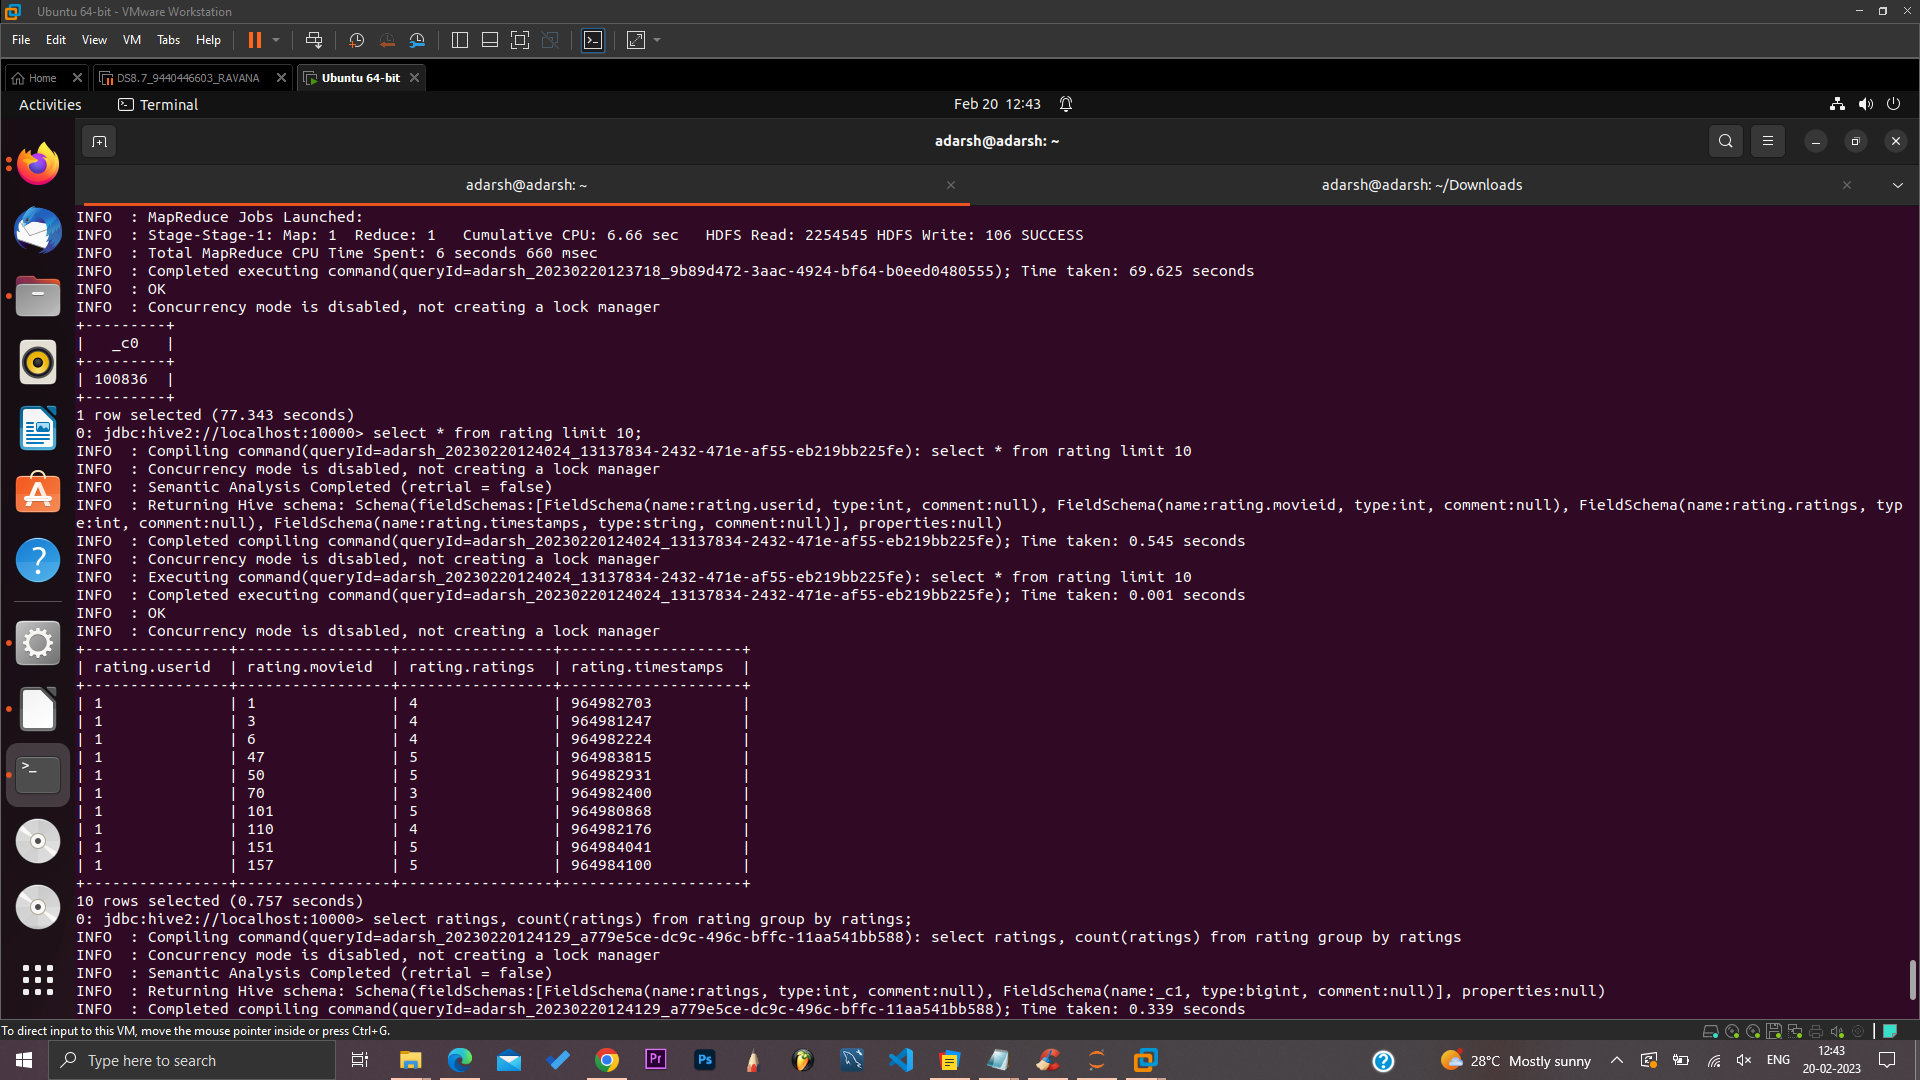 Ubuntu 64-bit - VMware Workstation
File Edit View VM Tabs Help
Home DS8.7_9440446603_RAVANA Ubuntu 64-bit
Activities Terminal Feb 20 12:43
adarsh@adarsh: ~
adarsh@adarsh: ~ adarsh@adarsh: ~/Downloads
INFO  : MapReduce Jobs Launched:
INFO  : Stage-Stage-1: Map: 1  Reduce: 1   Cumulative CPU: 6.66 sec   HDFS Read: 2254545 HDFS Write: 106 SUCCESS
INFO  : Total MapReduce CPU Time Spent: 6 seconds 660 msec
INFO  : Completed executing command(queryId=adarsh_20230220123718_9b89d472-3aac-4924-bf64-b0eed0480555); Time taken: 69.625 seconds
INFO  : OK
INFO  : Concurrency mode is disabled, not creating a lock manager
+---------+
|   _c0   |
+---------+
| 100836  |
+---------+
1 row selected (77.343 seconds)
0: jdbc:hive2://localhost:10000> select * from rating limit 10;
INFO  : Compiling command(queryId=adarsh_20230220124024_13137834-2432-471e-af55-eb219bb225fe): select * from rating limit 10
INFO  : Concurrency mode is disabled, not creating a lock manager
INFO  : Semantic Analysis Completed (retrial = false)
INFO  : Returning Hive schema: Schema(fieldSchemas:[FieldSchema(name:rating.userid, type:int, comment:null), FieldSchema(name:rating.movieid, type:int, comment:null), FieldSchema(name:rating.ratings, typ
e:int, comment:null), FieldSchema(name:rating.timestamps, type:string, comment:null)], properties:null)
INFO  : Completed compiling command(queryId=adarsh_20230220124024_13137834-2432-471e-af55-eb219bb225fe); Time taken: 0.545 seconds
INFO  : Concurrency mode is disabled, not creating a lock manager
INFO  : Executing command(queryId=adarsh_20230220124024_13137834-2432-471e-af55-eb219bb225fe): select * from rating limit 10
INFO  : Completed executing command(queryId=adarsh_20230220124024_13137834-2432-471e-af55-eb219bb225fe); Time taken: 0.001 seconds
INFO  : OK
INFO  : Concurrency mode is disabled, not creating a lock manager
+----------------+-----------------+-----------------+--------------------+
| rating.userid  | rating.movieid  | rating.ratings  | rating.timestamps  |
+----------------+-----------------+-----------------+--------------------+
| 1              | 1               | 4               | 964982703          |
| 1              | 3               | 4               | 964981247          |
| 1              | 6               | 4               | 964982224          |
| 1              | 47              | 5               | 964983815          |
| 1              | 50              | 5               | 964982931          |
| 1              | 70              | 3               | 964982400          |
| 1              | 101             | 5               | 964980868          |
| 1              | 110             | 4               | 964982176          |
| 1              | 151             | 5               | 964984041          |
| 1              | 157             | 5               | 964984100          |
+----------------+-----------------+-----------------+--------------------+
10 rows selected (0.757 seconds)
0: jdbc:hive2://localhost:10000> select ratings, count(ratings) from rating group by ratings;
INFO  : Compiling command(queryId=adarsh_20230220124129_a779e5ce-dc9c-496c-bffc-11aa541bb588): select ratings, count(ratings) from rating group by ratings
INFO  : Concurrency mode is disabled, not creating a lock manager
INFO  : Semantic Analysis Completed (retrial = false)
INFO  : Returning Hive schema: Schema(fieldSchemas:[FieldSchema(name:ratings, type:int, comment:null), FieldSchema(name:_c1, type:bigint, comment:null)], properties:null)
INFO  : Completed compiling command(queryId=adarsh_20230220124129_a779e5ce-dc9c-496c-bffc-11aa541bb588); Time taken: 0.339 seconds
To direct input to this VM, move the mouse pointer inside or press Ctrl+G.
Type here to search Pr Ps 28°C Mostly sunny ENG 12:43
20-02-2023